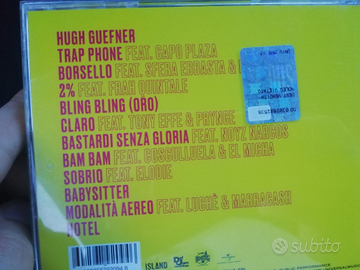 HUGH GUEFNER
TRAP PHONE FEAT. CAPO PLAZA
BORSELLO FEAT. SFERA EBBASTA &
2% FEAT. FRAH QUINTALE
BLING BLING (ORO)
CLARO FEAT. TONY EFFE & PRYNCE
BASTARDI SENZA GLORIA FEAT. NOYZ NARCOS
BAM BAM FEAT. COSCULLUELA & EL MICHA
SOBRIO FEAT. ELODIE
BABYSITTER
MODALITÀ AEREO FEAT. LUCHÈ & MARRACASH
HOTEL
ISLAND
subito